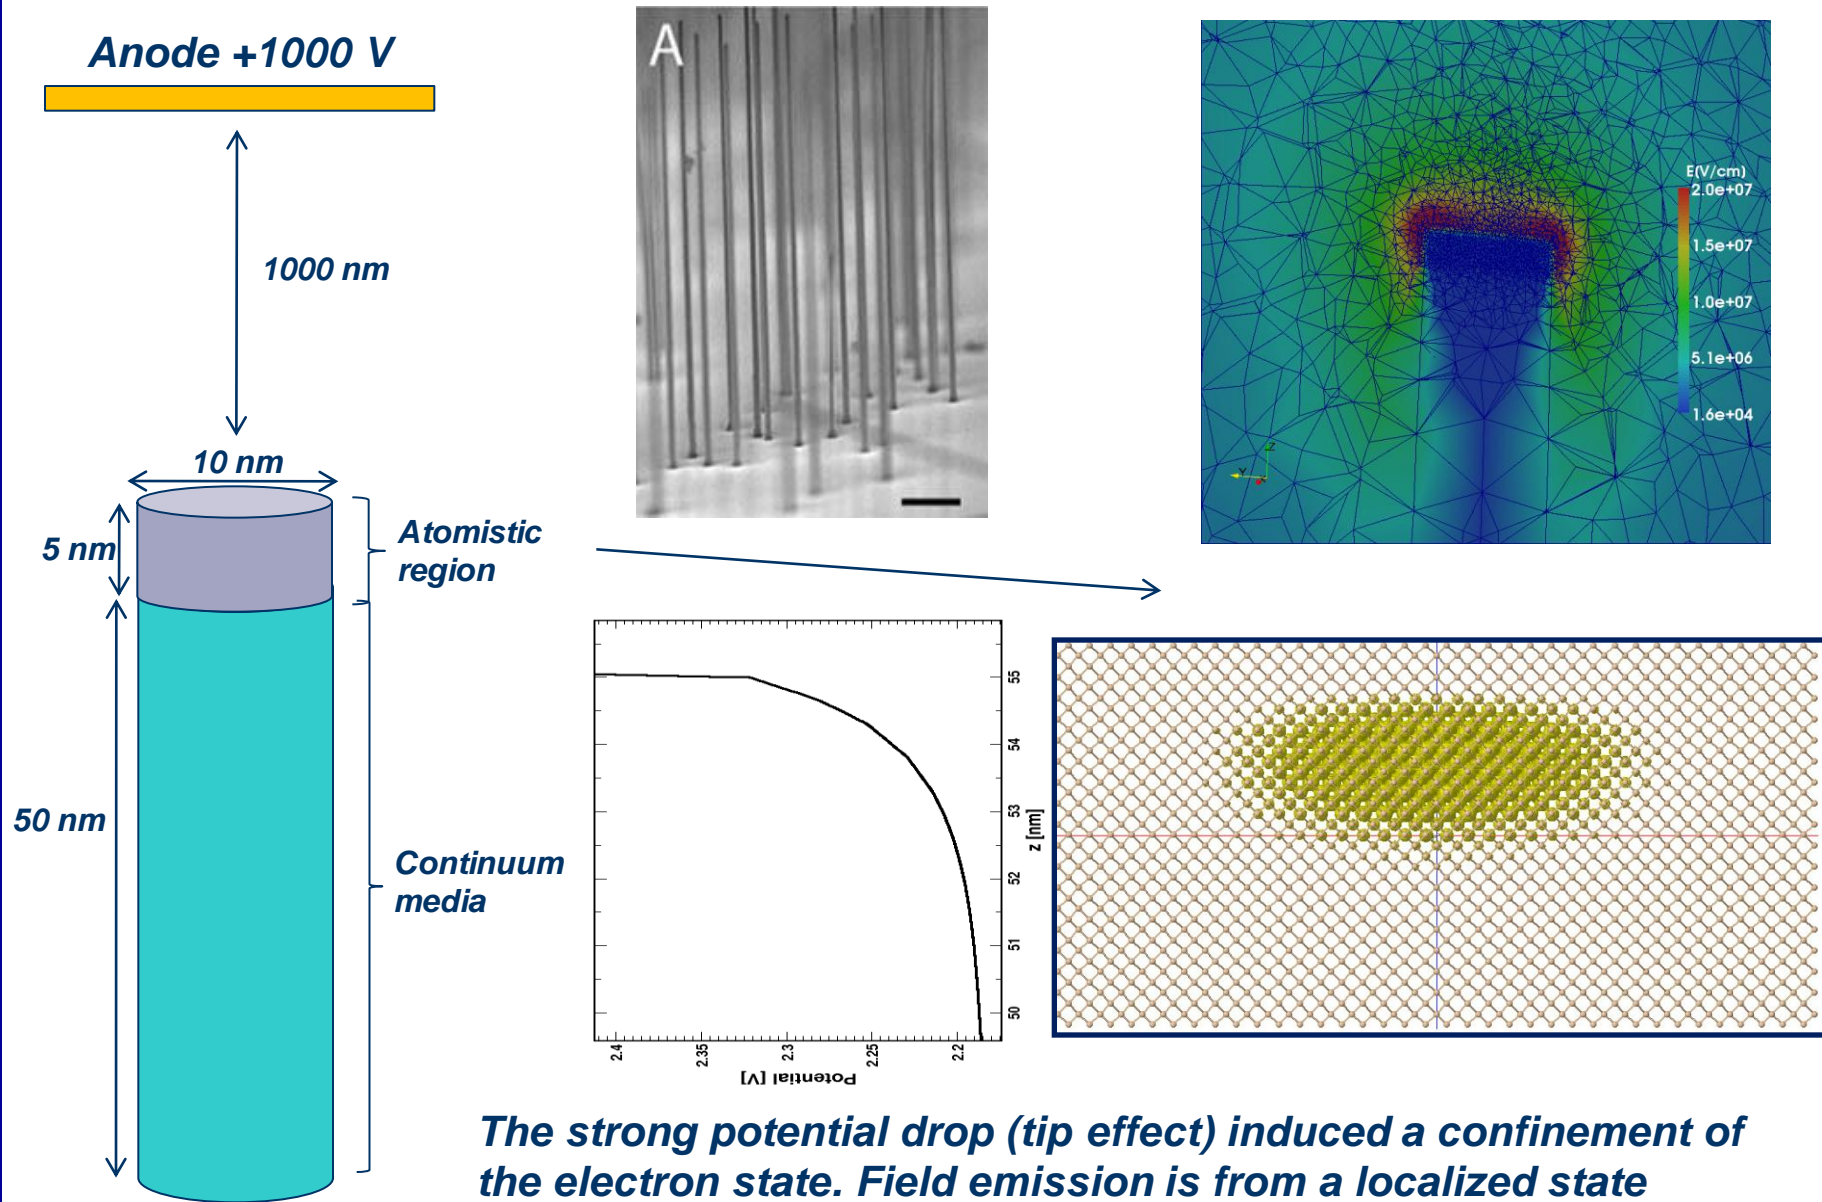 Anode +1000 V
1000 nm
10 nm
5 nm
Atomistic
region
50 nm
Continuum
media
A
E(V/cm)
2.0e+07
1.5e+07
1.0e+07
5.1e+06
1.6e+04
Z
Y
55
54
53
52
51
50
z [nm]
2.4
2.35
2.3
2.25
2.2
Potential [V]
The strong potential drop (tip effect) induced a confinement of
the electron state. Field emission is from a localized state